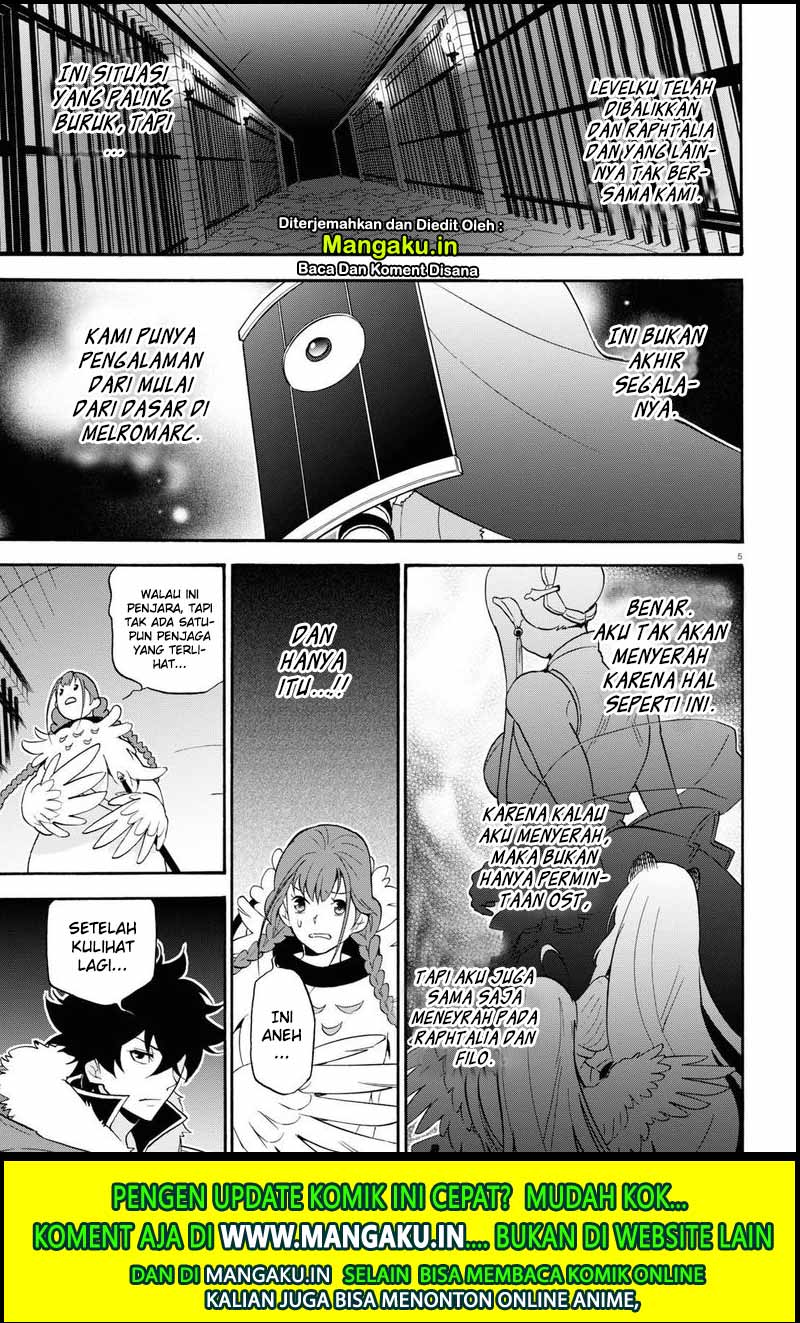 LEVELKU TELAH
DIBALIKKAN
DAN RAPHTALIA
DAN YANG LAIN-
NYA TAK BER-
SAMA KAMI.
INI SITUASI
YANG PALING
BURUK, TAPI
...
Diterjemahkan dan Diedit Oleh :
Mangaku.in
Baca Dan Koment Disana
INI BUKAN
AKHIR
SEGALA-
NYA.
KAMI PUNYA
PENGALAMAN
DARI MULAI
DARI DASAR DI
MELROMARC.
5
BENAR.
AKU TAK AKAN
MENYERAH
KARENA HAL
SEPERTI INI.
KARENA KALAU
AKU MENYERAH,
MAKA BUKAN
HANYA PERMIN-
TAAN OST,
TAPI AKU JUGA
SAMA SAJA
MENEYRAH PADA
RAPHTALIA DAN
FILO.
DAN
HANYA
ITU...!!
INI
ANEH
...
WALAU INI
PENJARA, TAPI
TAK ADA SATU-
PUN PENJAGA
YANG TERLI-
HAT...
SETELAH
KULIHAT
LAGI...
PENGEN UPDATE KOMIK INI CEPAT? MUDAH KOK...
KOMENT AJA DI WWW.MANGAKU.IN.... BUKAN DI WEBSITE LAIN
DAN DI MANGAKU.IN SELAIN BISA MEMBACA KOMIK ONLINE
KALIAN JUGA BISA MENONTON ONLINE ANIME,